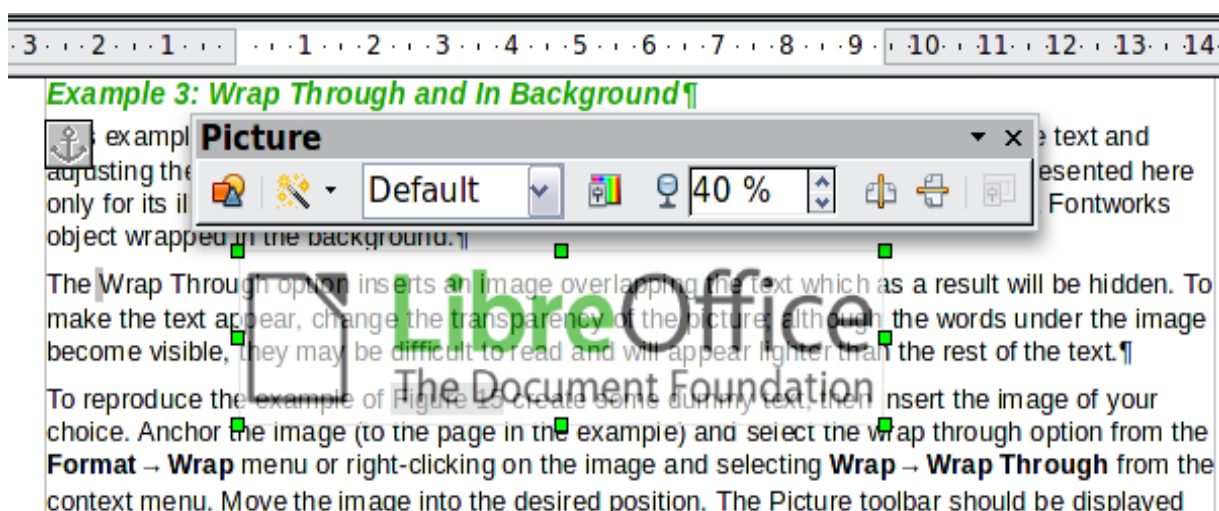 3 2 1 1 2 3 4 5 6 7 8 9 10 11 12 13 14
Example 3: Wrap Through and In Background¶
exampl text and
adjusting the esented here
only for its Fontworks
object wrapped in the background.¶
Picture
Default 40 %
The Wrap Through option inserts an image overlapping the text which as a result will be hidden. To
make the text appear, change the transparency of the picture; although the words under the image
become visible, they may be difficult to read and will appear lighter than the rest of the text.¶
LibreOffice
The Document Foundation
To reproduce the example of Figure 15 create some dummy text, then nsert the image of your
choice. Anchor the image (to the page in the example) and select the wrap through option from the
Format→Wrap menu or right-clicking on the image and selecting Wrap→Wrap Through from the
context menu. Move the image into the desired position. The Picture toolbar should be displayed